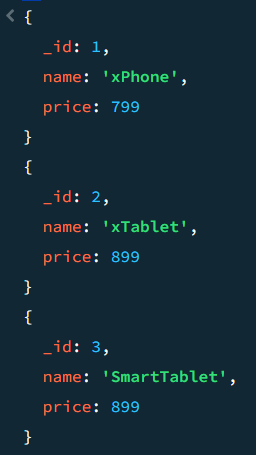 {
_id: 1,
name: 'xPhone',
price: 799
}
{
_id: 2,
name: 'xTablet',
price: 899
}
{
_id: 3,
name: 'SmartTablet',
price: 899
}